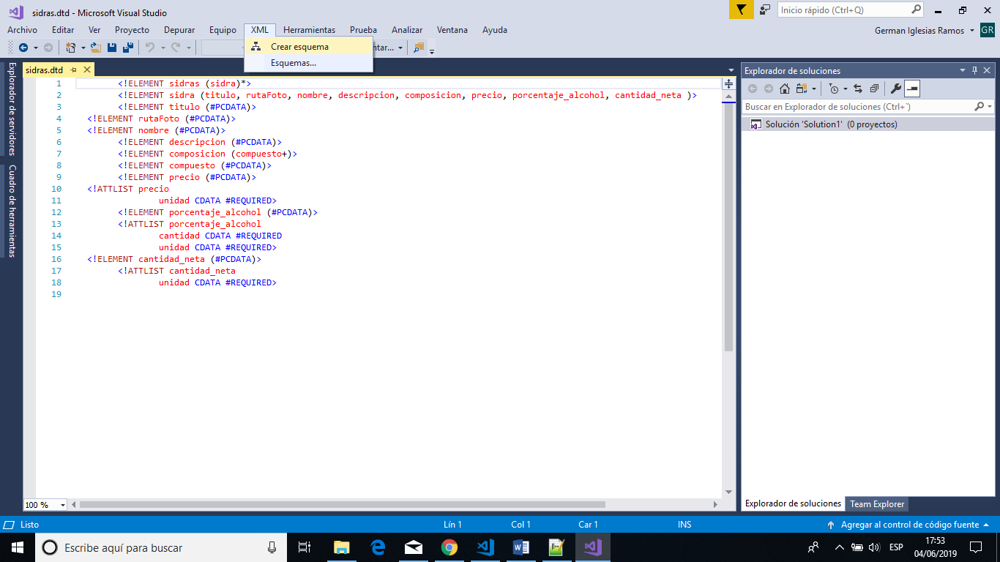 sidras.dtd - Microsoft Visual Studio
Inicio rápido (Ctrl+Q)
Archivo Editar Ver Proyecto Depurar Equipo XML Herramientas Prueba Analizar Ventana Ayuda
German Iglesias Ramos GR
Crear esquema
Esquemas...
ntar...
Explorador de servidores
Cuadro de herramientas
sidras.dtd
1 <!ELEMENT sidras (sidra)*>
2 <!ELEMENT sidra (titulo, rutaFoto, nombre, descripcion, composicion, precio, porcentaje_alcohol, cantidad_neta )>
3 <!ELEMENT titulo (#PCDATA)>
4 <!ELEMENT rutaFoto (#PCDATA)>
5 <!ELEMENT nombre (#PCDATA)>
6 <!ELEMENT descripcion (#PCDATA)>
7 <!ELEMENT composicion (compuesto+)>
8 <!ELEMENT compuesto (#PCDATA)>
9 <!ELEMENT precio (#PCDATA)>
10 <!ATTLIST precio
11 unidad CDATA #REQUIRED>
12 <!ELEMENT porcentaje_alcohol (#PCDATA)>
13 <!ATTLIST porcentaje_alcohol
14 cantidad CDATA #REQUIRED
15 unidad CDATA #REQUIRED>
16 <!ELEMENT cantidad_neta (#PCDATA)>
17 <!ATTLIST cantidad_neta
18 unidad CDATA #REQUIRED>
19
100 %
Explorador de soluciones
Buscar en Explorador de soluciones (Ctrl+`)
Solución 'Solution1' (0 proyectos)
Explorador de soluciones Team Explorer
Listo Lín 1 Col 1 Car 1 INS Agregar al control de código fuente
Escribe aquí para buscar
ESP
17:53
04/06/2019